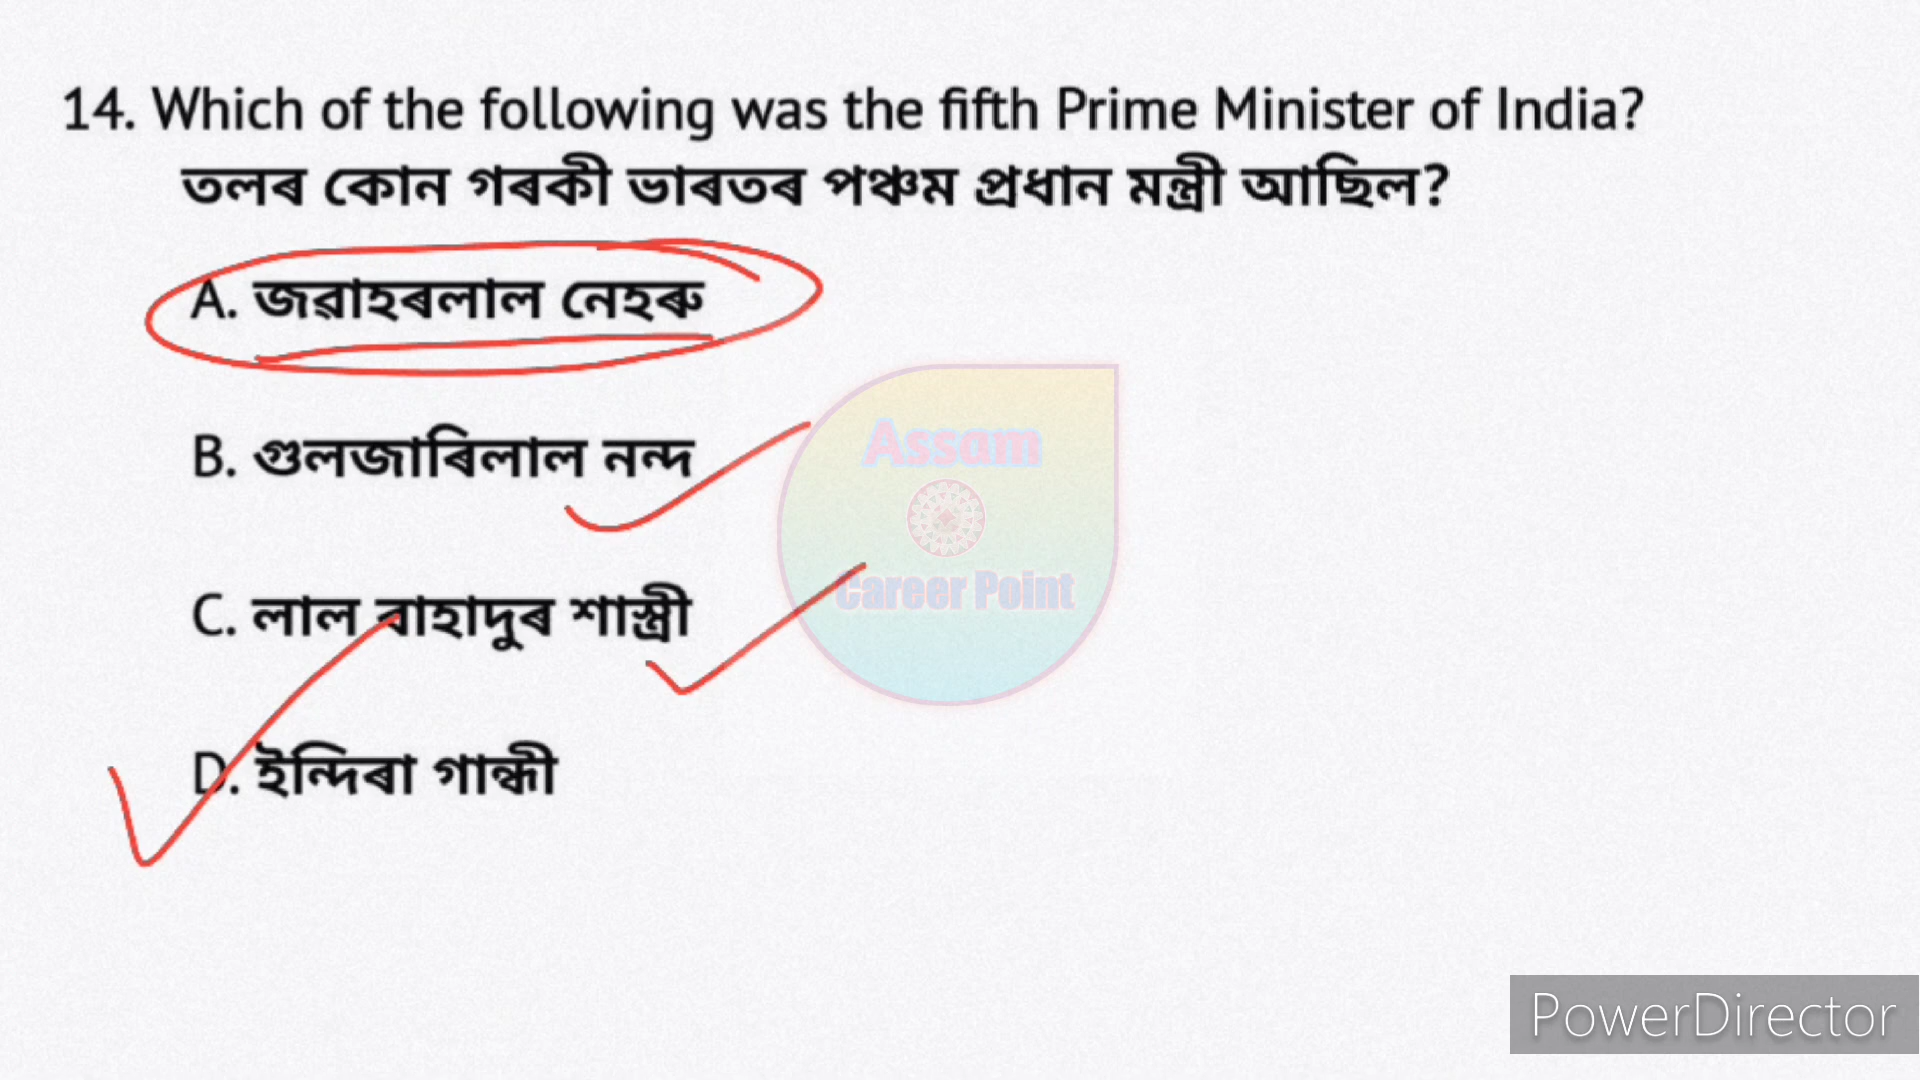 14. Which of the following was the fifth Prime Minister of India?
তলৰ কোন গৰকী ভাৰতৰ পঞ্চম প্ৰধান মন্ত্ৰী আছিল?
A. জৱাহৰলাল নেহৰু
B. গুলজাৰিলাল নন্দ
C. লাল বাহাদুৰ শাস্ত্ৰী
D. ইন্দিৰা গান্ধী
Assam
Career Point
PowerDirector